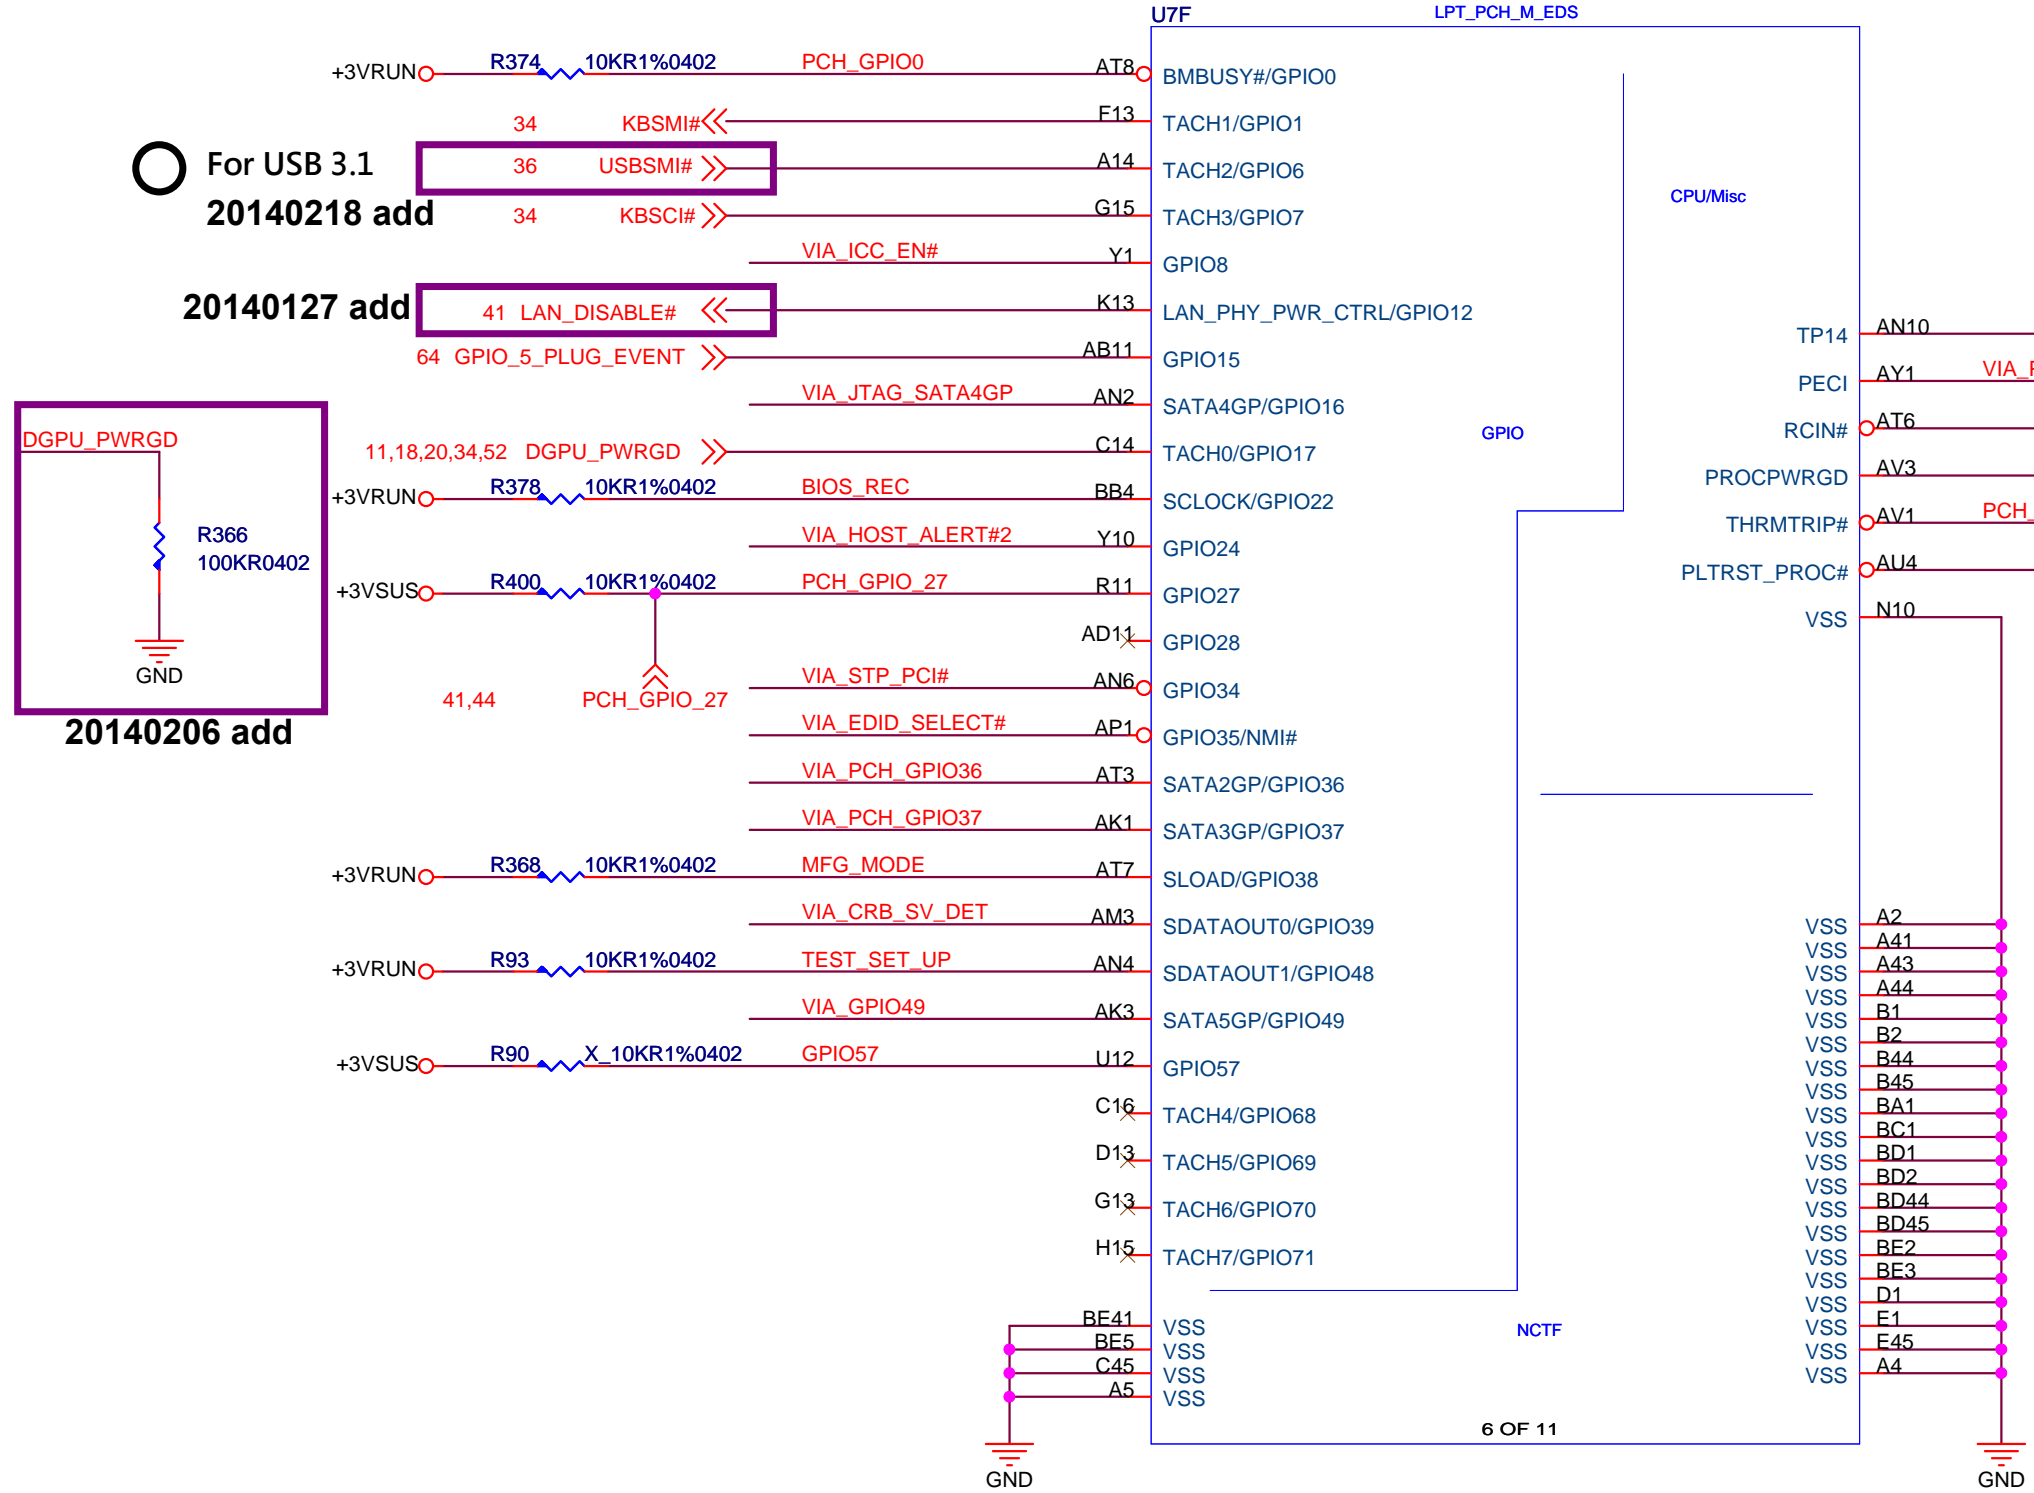 U7F LPT_PCH_M_EDS
+3VRUN R374 10KR1%0402 PCH_GPIO0 AT8 BMBUSY#/GPIO0
34 KBSMI# F13 TACH1/GPIO1
For USB 3.1
36 USBSMI# A14 TACH2/GPIO6
CPU/Misc
20140218 add
34 KBSCI# G15 TACH3/GPIO7
VIA_ICC_EN# Y1 GPIO8
20140127 add
41 LAN_DISABLE# K13 LAN_PHY_PWR_CTRL/GPIO12
TP14 AN10
64 GPIO_5_PLUG_EVENT AB11 GPIO15
PECI AY1
VIA_JTAG_SATA4GP AN2 SATA4GP/GPIO16
GPIO
RCIN# AT6
DGPU_PWRGD
11,18,20,34,52 DGPU_PWRGD C14 TACH0/GPIO17
PROCPWRGD AV3
+3VRUN R378 10KR1%0402 BIOS_REC BB4 SCLOCK/GPIO22
THRMTRIP# AV1 PCH_
R366
100KR0402
VIA_HOST_ALERT#2 Y10 GPIO24
PLTRST_PROC# AU4
+3VSUS R400 10KR1%0402 PCH_GPIO_27 R11 GPIO27
VSS N10
AD11 GPIO28
GND
VIA_STP_PCI# AN6 GPIO34
41,44 PCH_GPIO_27
20140206 add
VIA_EDID_SELECT# AP1 GPIO35/NMI#
VIA_PCH_GPIO36 AT3 SATA2GP/GPIO36
VIA_PCH_GPIO37 AK1 SATA3GP/GPIO37
+3VRUN R368 10KR1%0402 MFG_MODE AT7 SLOAD/GPIO38
VIA_CRB_SV_DET AM3 SDATAOUT0/GPIO39
+3VRUN R93 10KR1%0402 TEST_SET_UP AN4 SDATAOUT1/GPIO48
VIA_GPIO49 AK3 SATA5GP/GPIO49
+3VSUS R90 X_10KR1%0402 GPIO57 U12 GPIO57
C16 TACH4/GPIO68
D13 TACH5/GPIO69
G13 TACH6/GPIO70
H15 TACH7/GPIO71
VSS A2
VSS A41
VSS A43
VSS A44
VSS B1
VSS B2
VSS B44
VSS B45
VSS BA1
VSS BC1
VSS BD1
VSS BD2
VSS BD44
VSS BD45
VSS BE2
VSS BE3
VSS D1
VSS E1
VSS E45
VSS A4
BE41 VSS
BE5 VSS
C45 VSS
A5 VSS
NCTF
6 OF 11
GND
GND